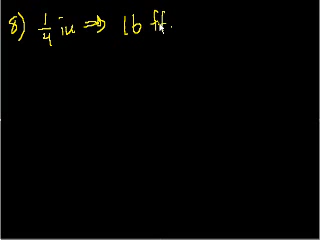 8) 1/4 in ⇒ 16 ft.